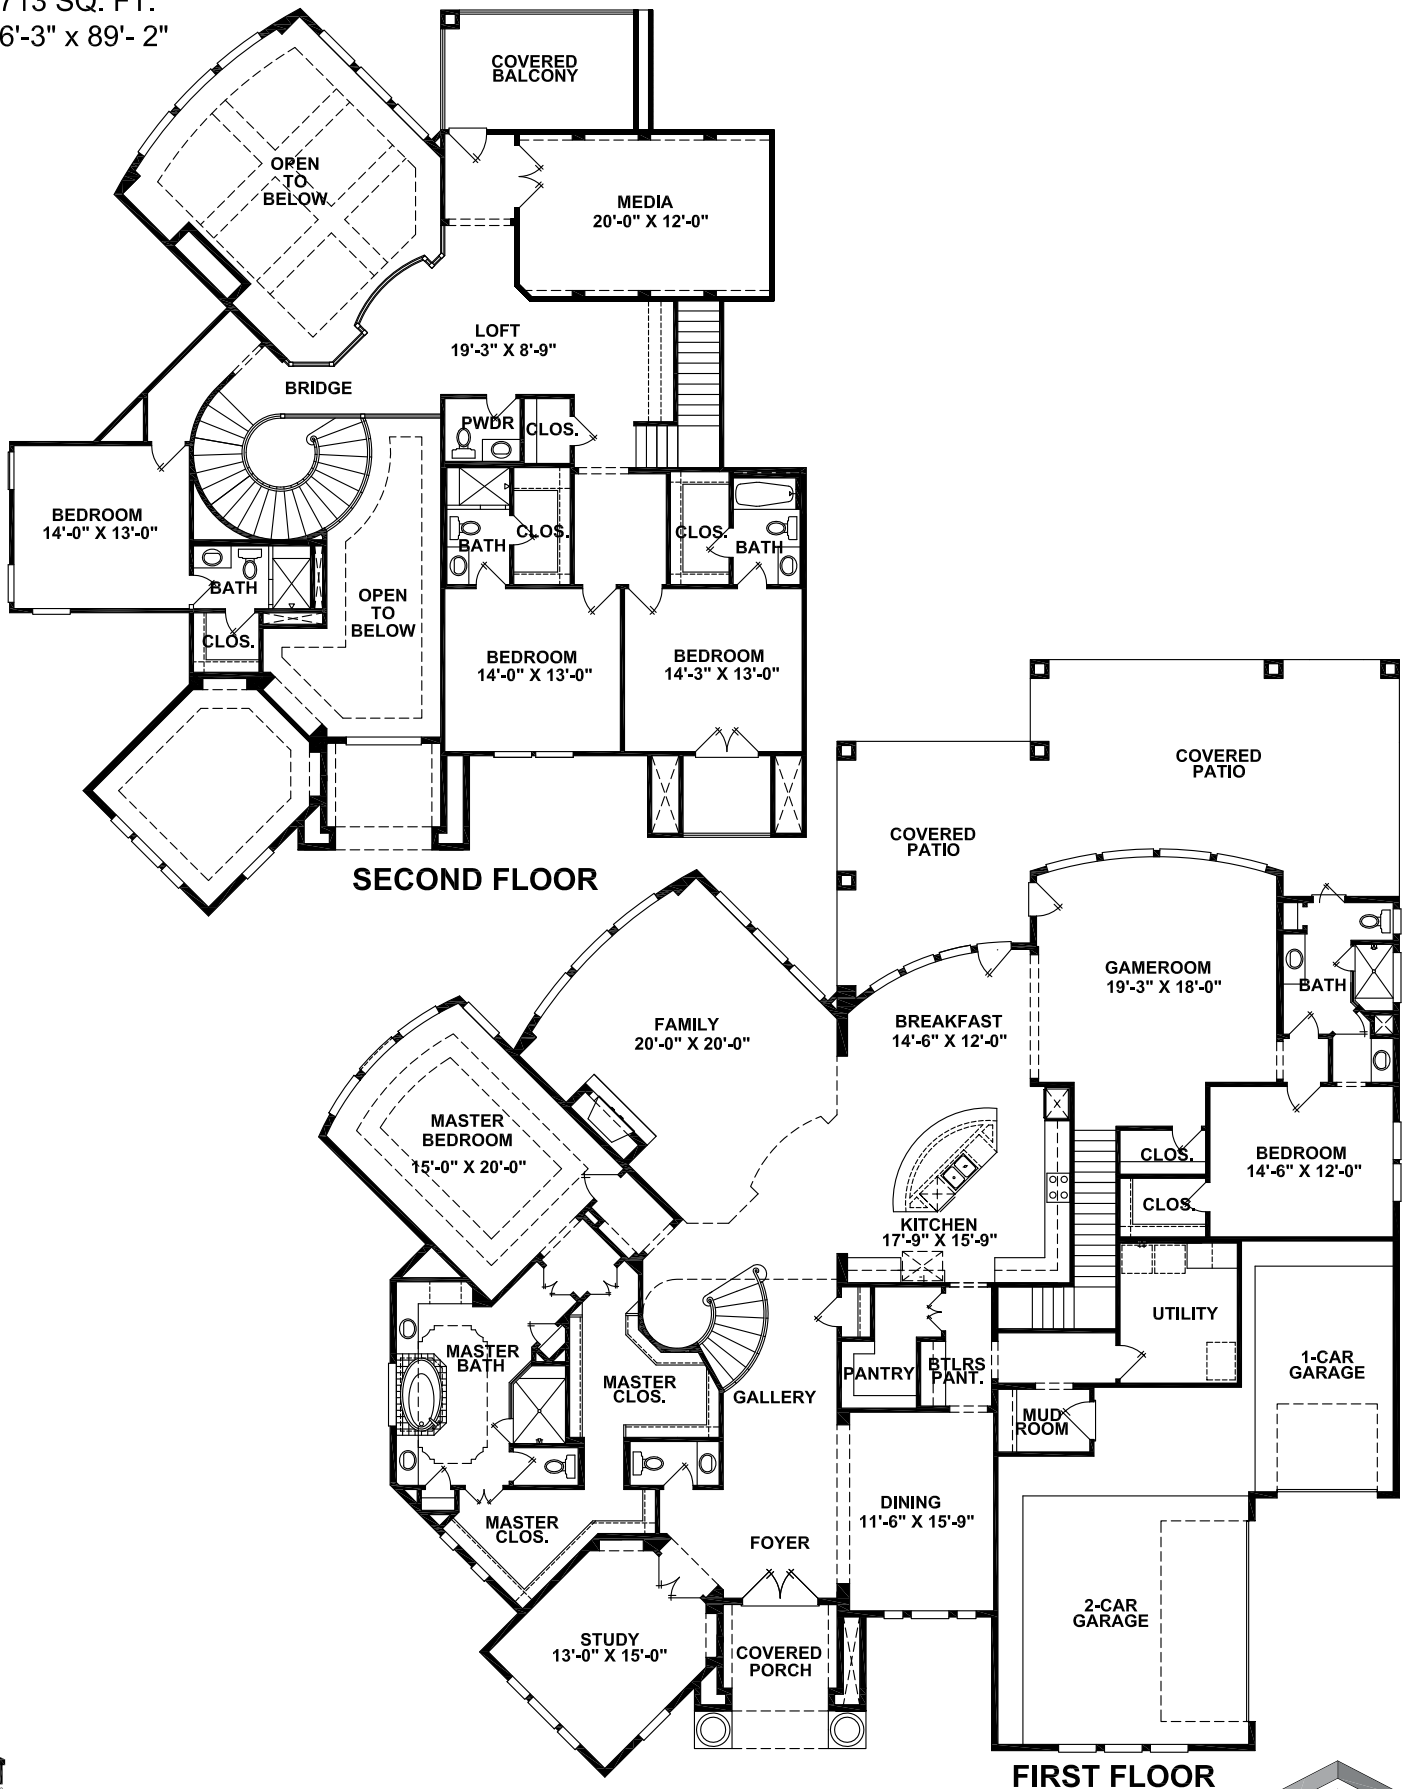 713 SQ. FT.
6'-3" x 89'- 2"
COVERED
BALCONY
OPEN
TO
BELOW
MEDIA
20'-0" X 12'-0"
LOFT
19'-3" X 8'-9"
BRIDGE
PWDR
CLOS.
BEDROOM
14'-0" X 13'-0"
BATH
CLOS.
CLOS.
BATH
BATH
CLOS.
OPEN
TO
BELOW
BEDROOM
14'-0" X 13'-0"
BEDROOM
14'-3" X 13'-0"
SECOND FLOOR
COVERED
PATIO
COVERED
PATIO
GAMEROOM
19'-3" X 18'-0"
BATH
FAMILY
20'-0" X 20'-0"
BREAKFAST
14'-6" X 12'-0"
MASTER
BEDROOM
15'-0" X 20'-0"
CLOS.
BEDROOM
14'-6" X 12'-0"
CLOS.
KITCHEN
17'-9" X 15'-9"
UTILITY
MASTER
BATH
MASTER
CLOS.
GALLERY
PANTRY
BTLRS
PANT.
1-CAR
GARAGE
MUD
ROOM
DINING
11'-6" X 15'-9"
MASTER
CLOS.
FOYER
2-CAR
GARAGE
STUDY
13'-0" X 15'-0"
COVERED
PORCH
FIRST FLOOR